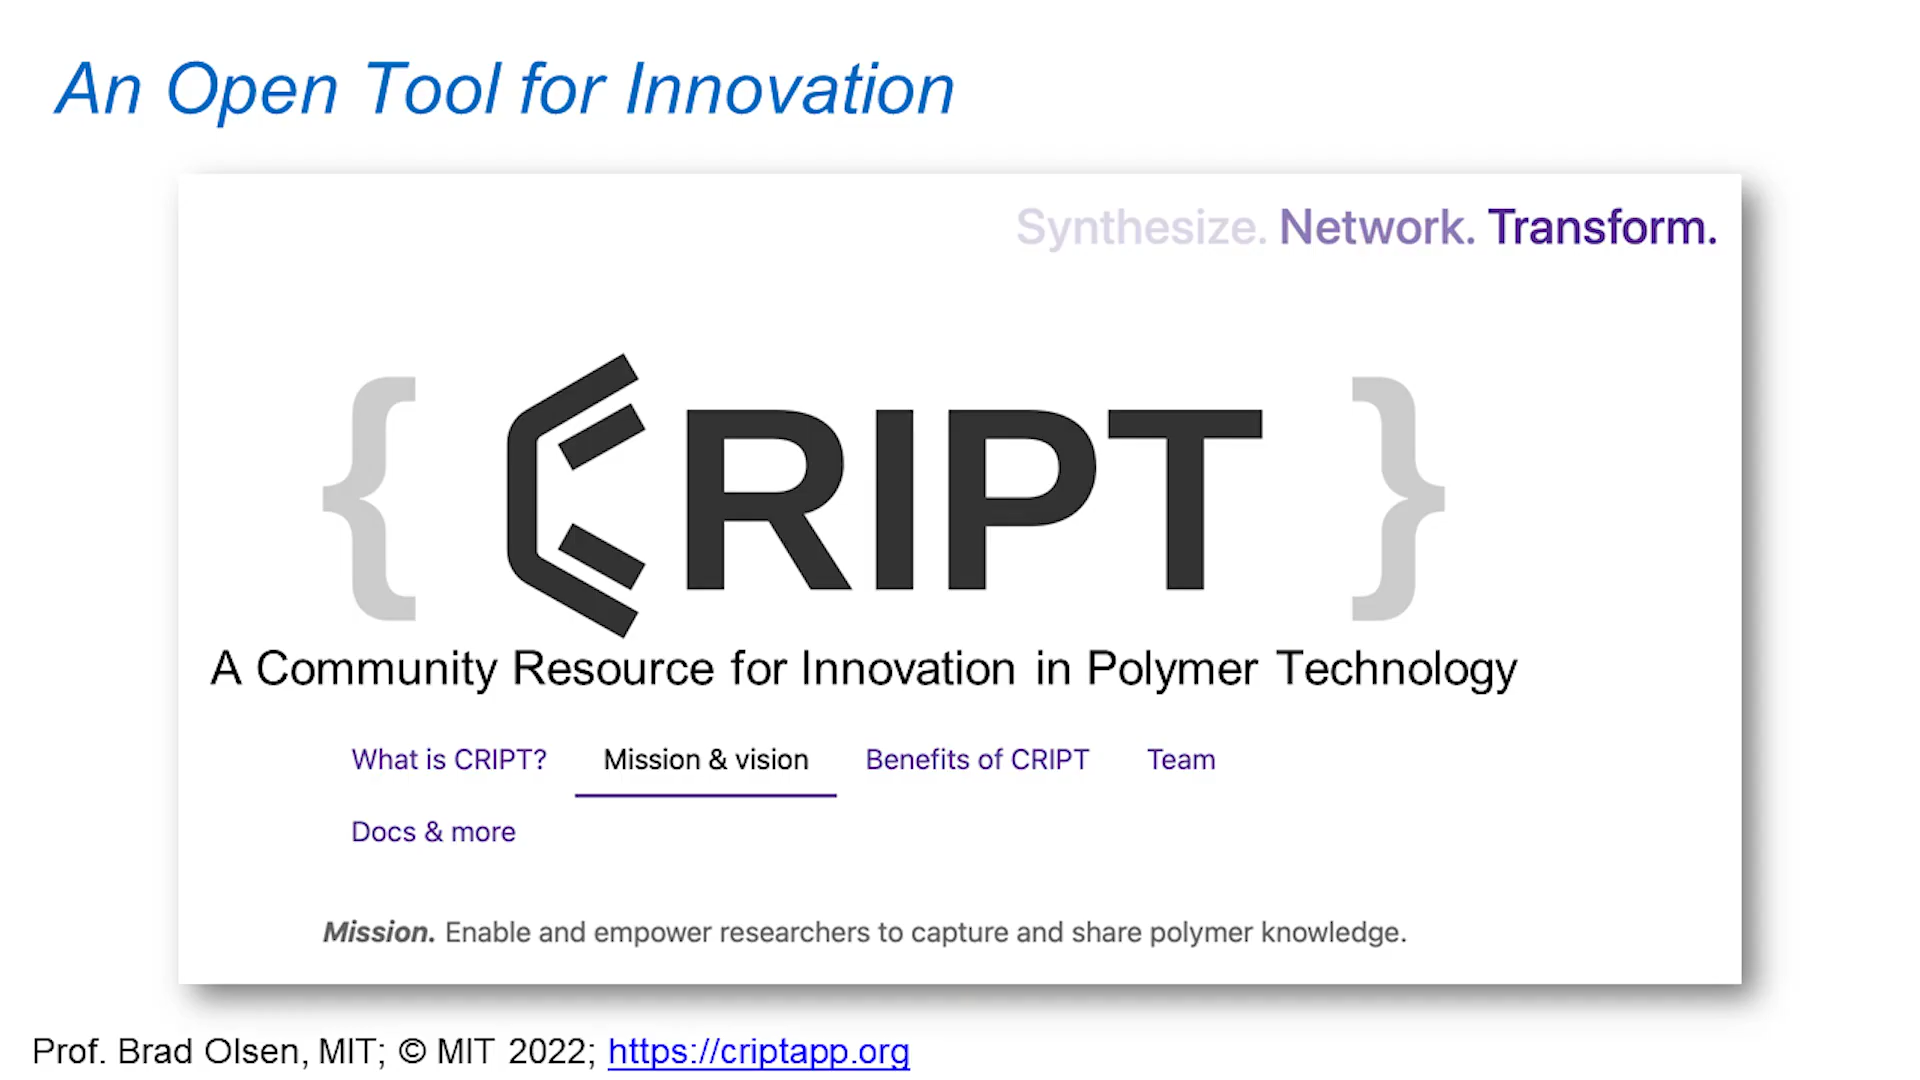 An Open Tool for Innovation
Synthesize. Network. Transform.
{ CRIPT }
A Community Resource for Innovation in Polymer Technology
What is CRIPT? Mission & vision Benefits of CRIPT Team
Docs & more
Mission. Enable and empower researchers to capture and share polymer knowledge.
Prof. Brad Olsen, MIT; © MIT 2022; https://criptapp.org